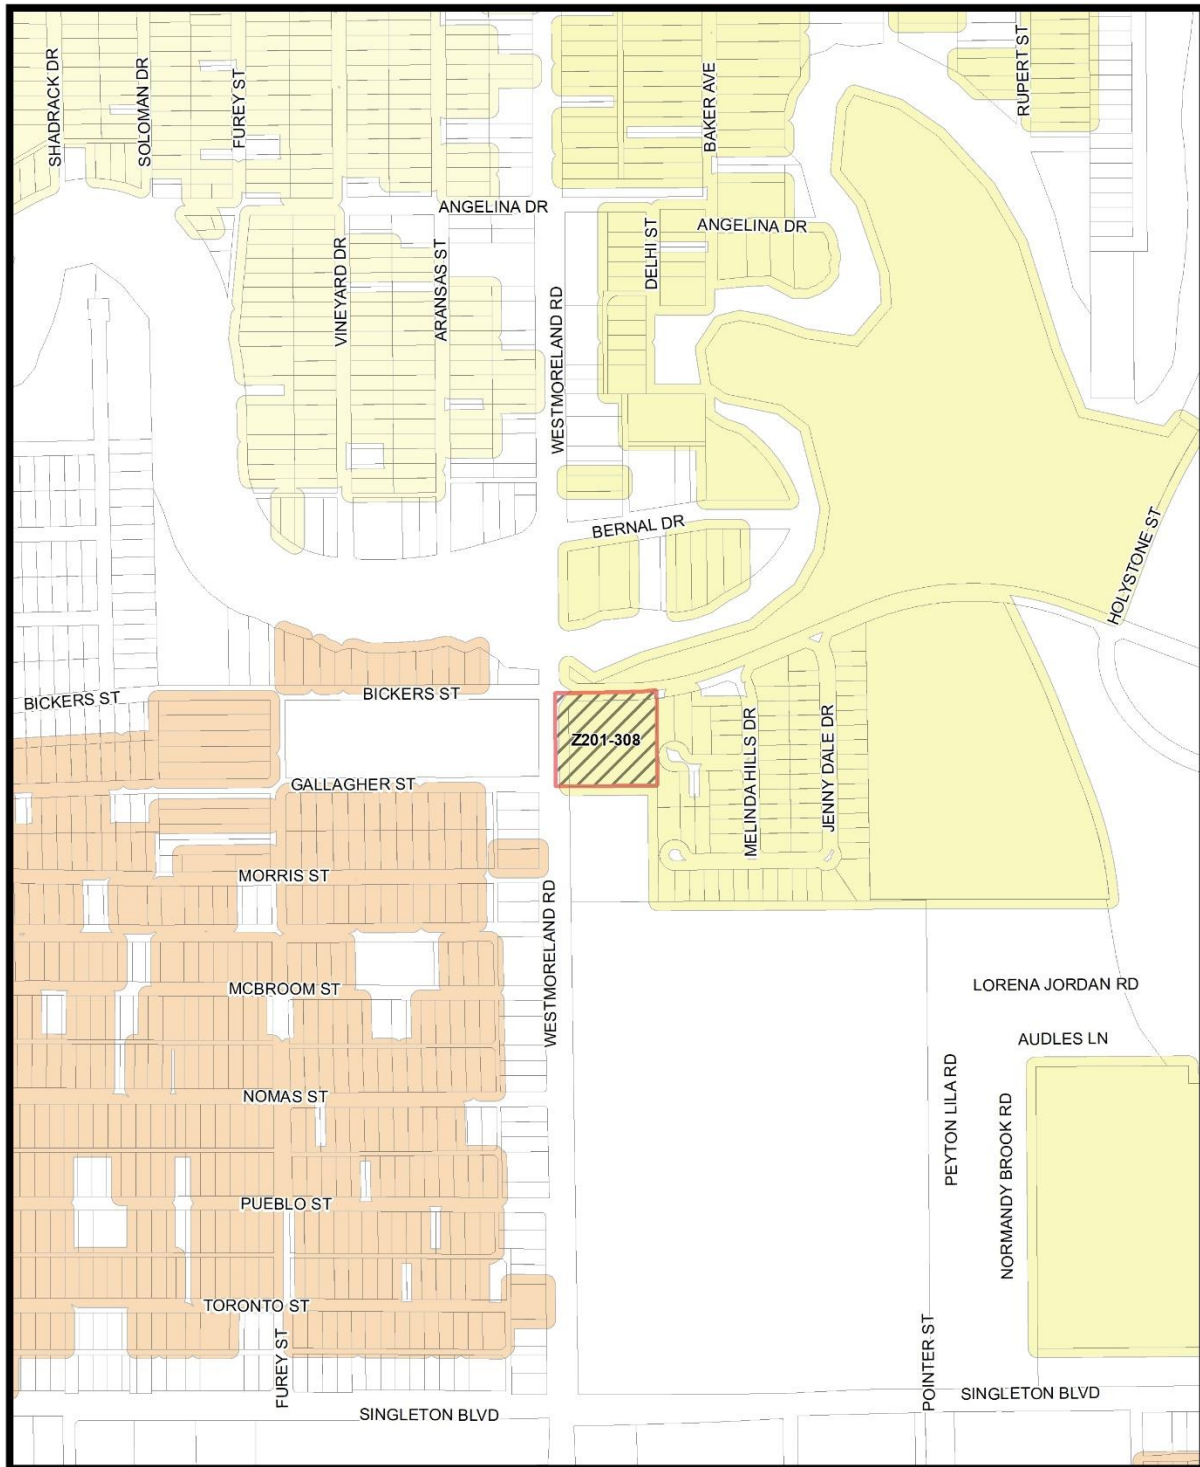 SHADRACK DR
SOLOMAN DR
FUREY ST
BAKER AVE
RUPERT ST
ANGELINA DR
ANGELINA DR
DELHI ST
VINEYARD DR
ARANSAS ST
WESTMORELAND RD
BERNAL DR
HOLYSTONE ST
BICKERS ST
BICKERS ST
Z201-308
MELINDA HILLS DR
JENNY DALE DR
GALLAGHER ST
MORRIS ST
WESTMORELAND RD
MCBROOM ST
LORENA JORDAN RD
AUDLES LN
NOMAS ST
PEYTON LILA RD
NORMANDY BROOK RD
PUEBLO ST
TORONTO ST
FUREY ST
POINTER ST
SINGLETON BLVD
SINGLETON BLVD